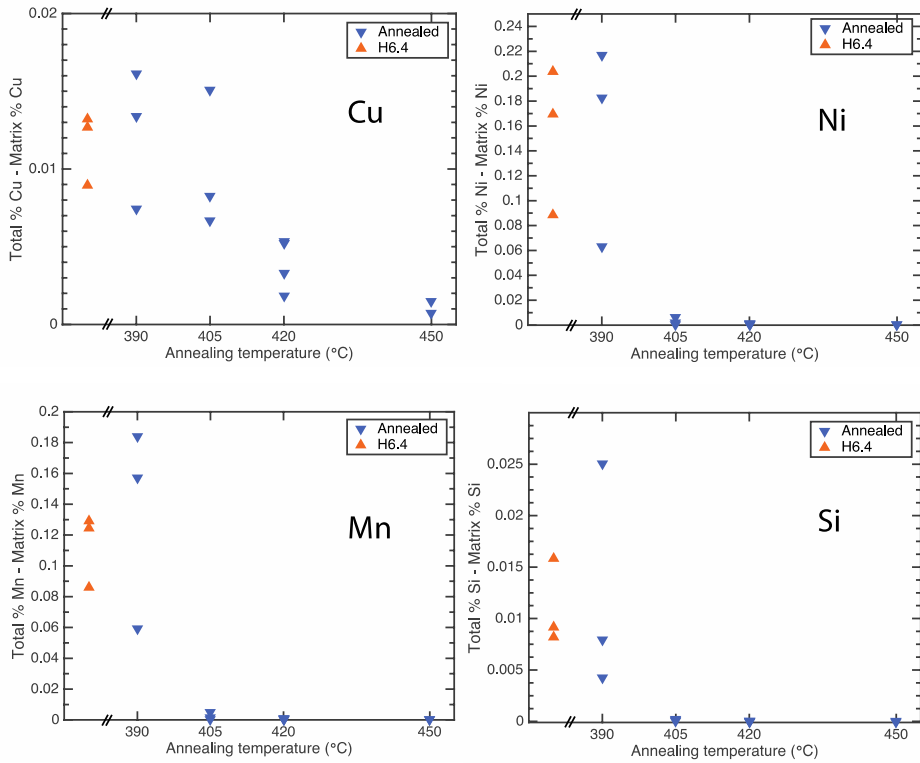 Total % Cu - Matrix % Cu
0.02
0.01
0
Annealed
H6.4
Cu
390
405
420
450
Annealing temperature (°C)
Total % Ni - Matrix % Ni
0.24
0.22
0.2
0.18
0.16
0.14
0.12
0.1
0.08
0.06
0.04
0.02
0
Annealed
H6.4
Ni
390
405
420
450
Annealing temperature (°C)
Total % Mn - Matrix % Mn
0.2
0.18
0.16
0.14
0.12
0.1
0.08
0.06
0.04
0.02
0
Annealed
H6.4
Mn
390
405
420
450
Annealing temperature (°C)
Total % Si - Matrix % Si
0.025
0.02
0.015
0.01
0.005
0
Annealed
H6.4
Si
390
405
420
450
Annealing temperature (°C)